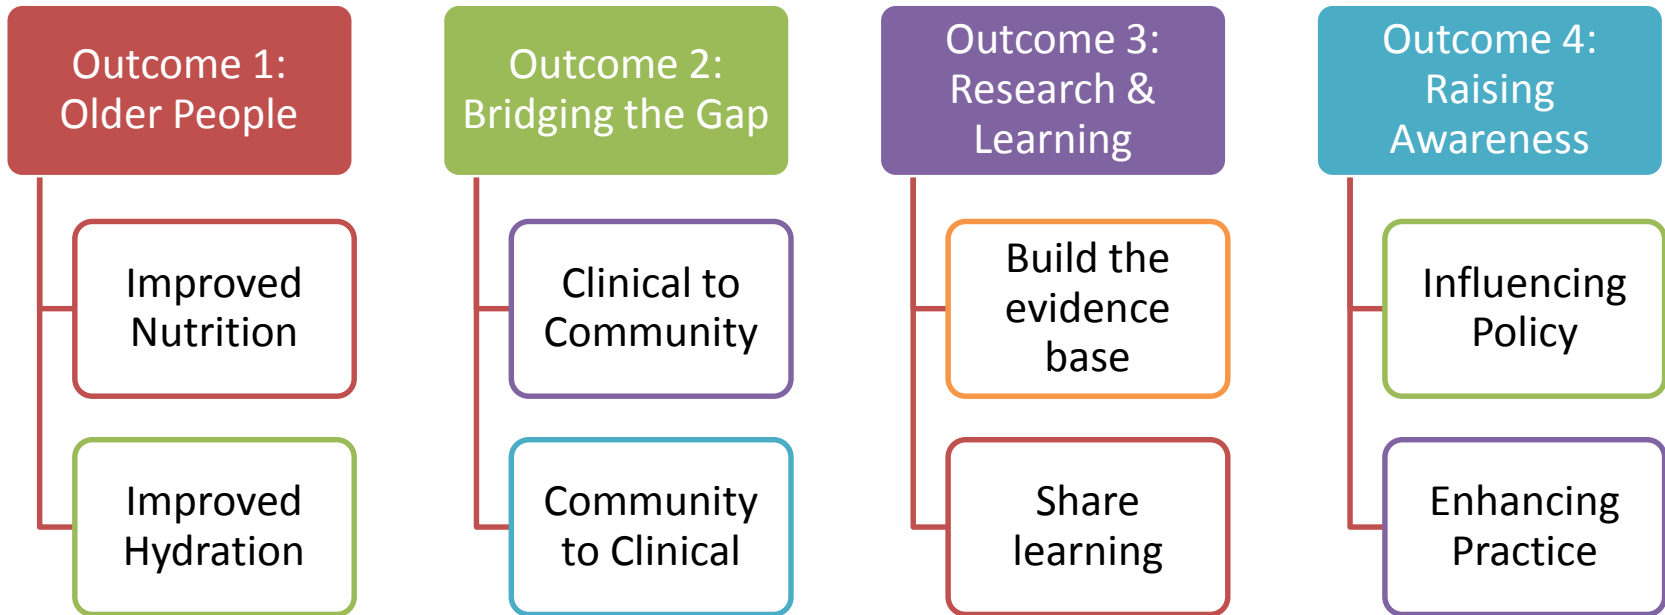 Outcome 1:
Older People
Improved
Nutrition
Improved
Hydration
Outcome 2:
Bridging the Gap
Clinical to
Community
Community
to Clinical
Outcome 3:
Research &
Learning
Build the
evidence
base
Share
learning
Outcome 4:
Raising
Awareness
Influencing
Policy
Enhancing
Practice